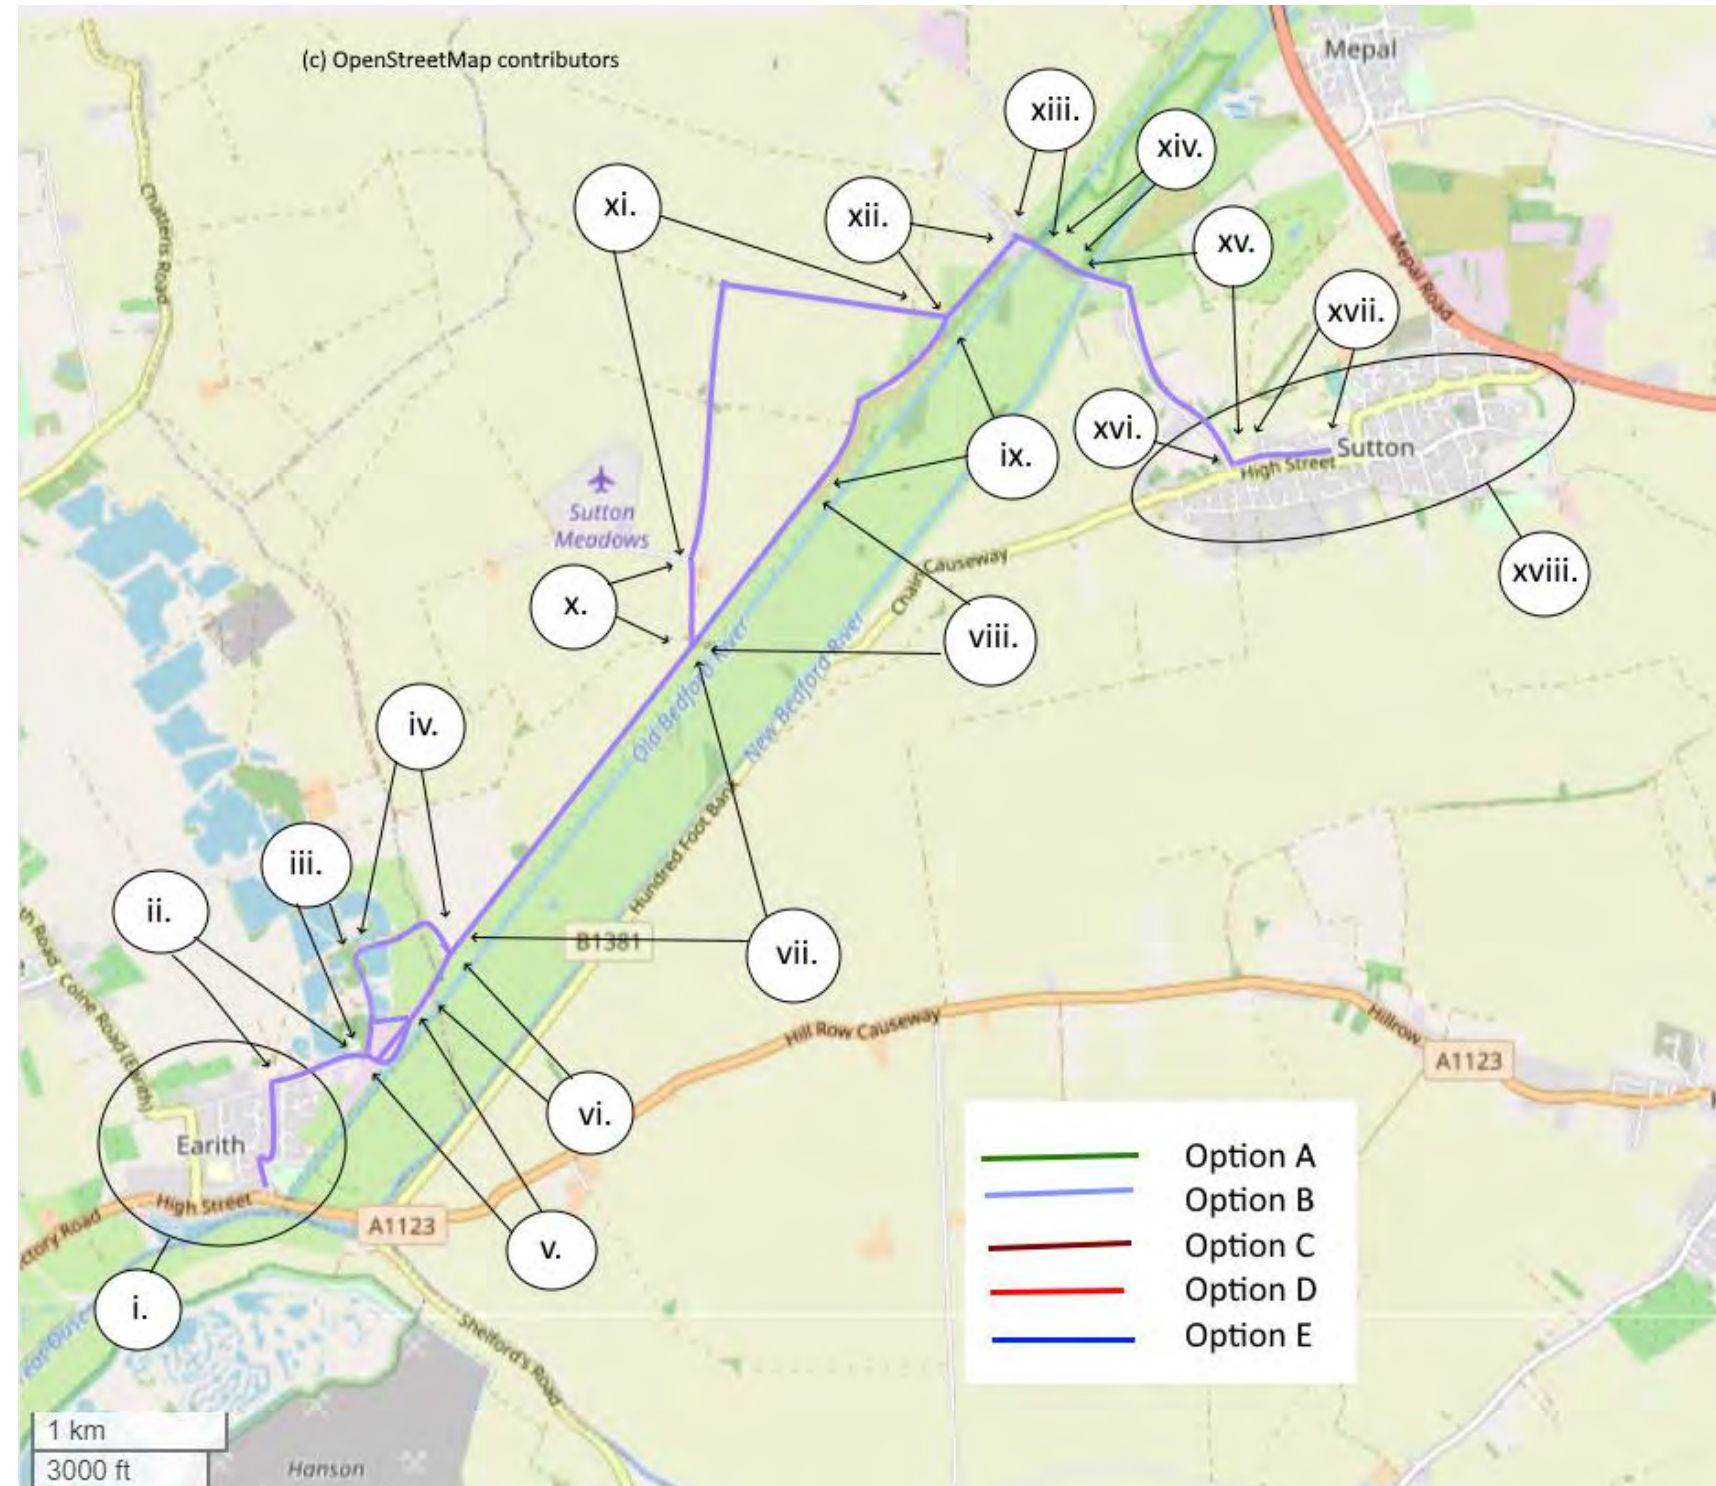 (c) OpenStreetMap contributors
Mepal
xiii.
xiv.
xi.
xii.
xv.
Chatteris Road
Mepal Road
xvii.
xvi.
Sutton
High Street
ix.
Sutton
Meadows
Chain Causeway
xviii.
x.
viii.
Old Bedford River
New Bedford River
iv.
Hundred Foot Bank
iii.
ii.
B1381
vii.
Colne Road (Earith)
Hill Row Causeway
Hillrow
A1123
vi.
Earith
Option A
High Street
Option B
A1123
v.
Option C
i.
Option D
Shelford's Road
Option E
1 km
3000 ft
Hanson